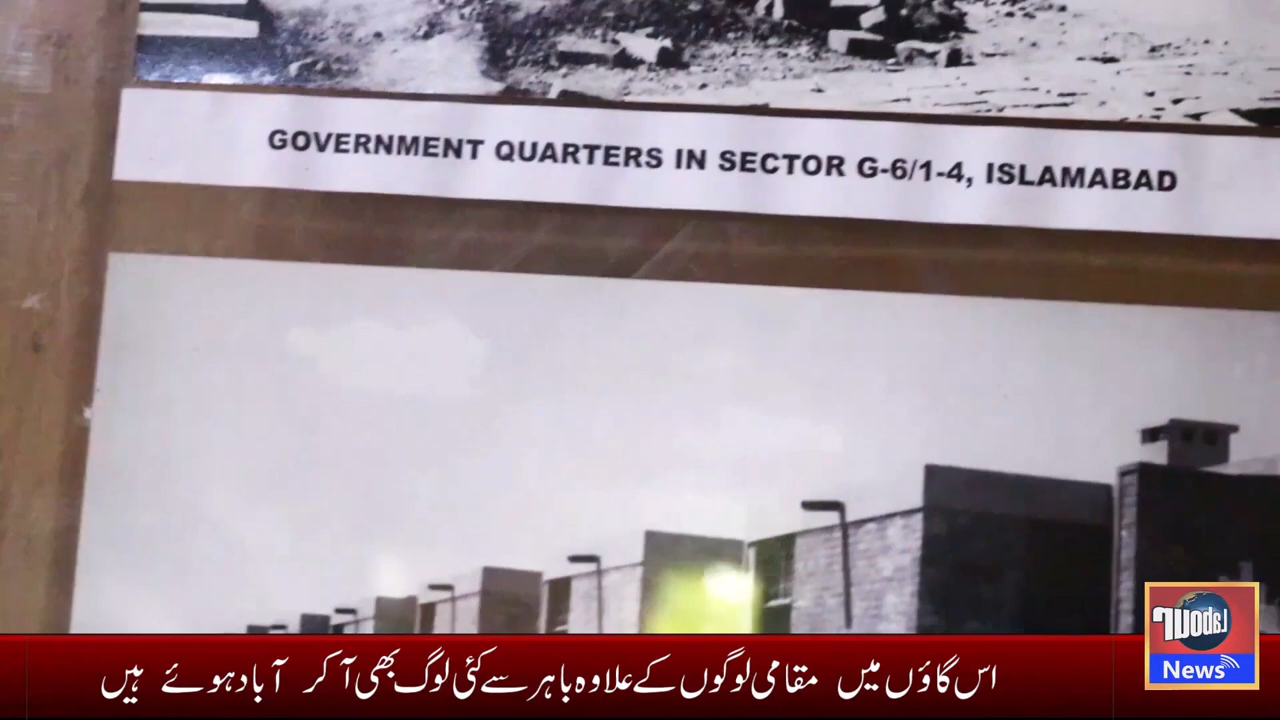 GOVERNMENT QUARTERS IN SECTOR G-6/1-4, ISLAMABAD
News
اس گاؤں میں مقامی لوگوں کے علاوہ باہر سے کئی لوگ بھی آ کر آباد ہوئے ہیں